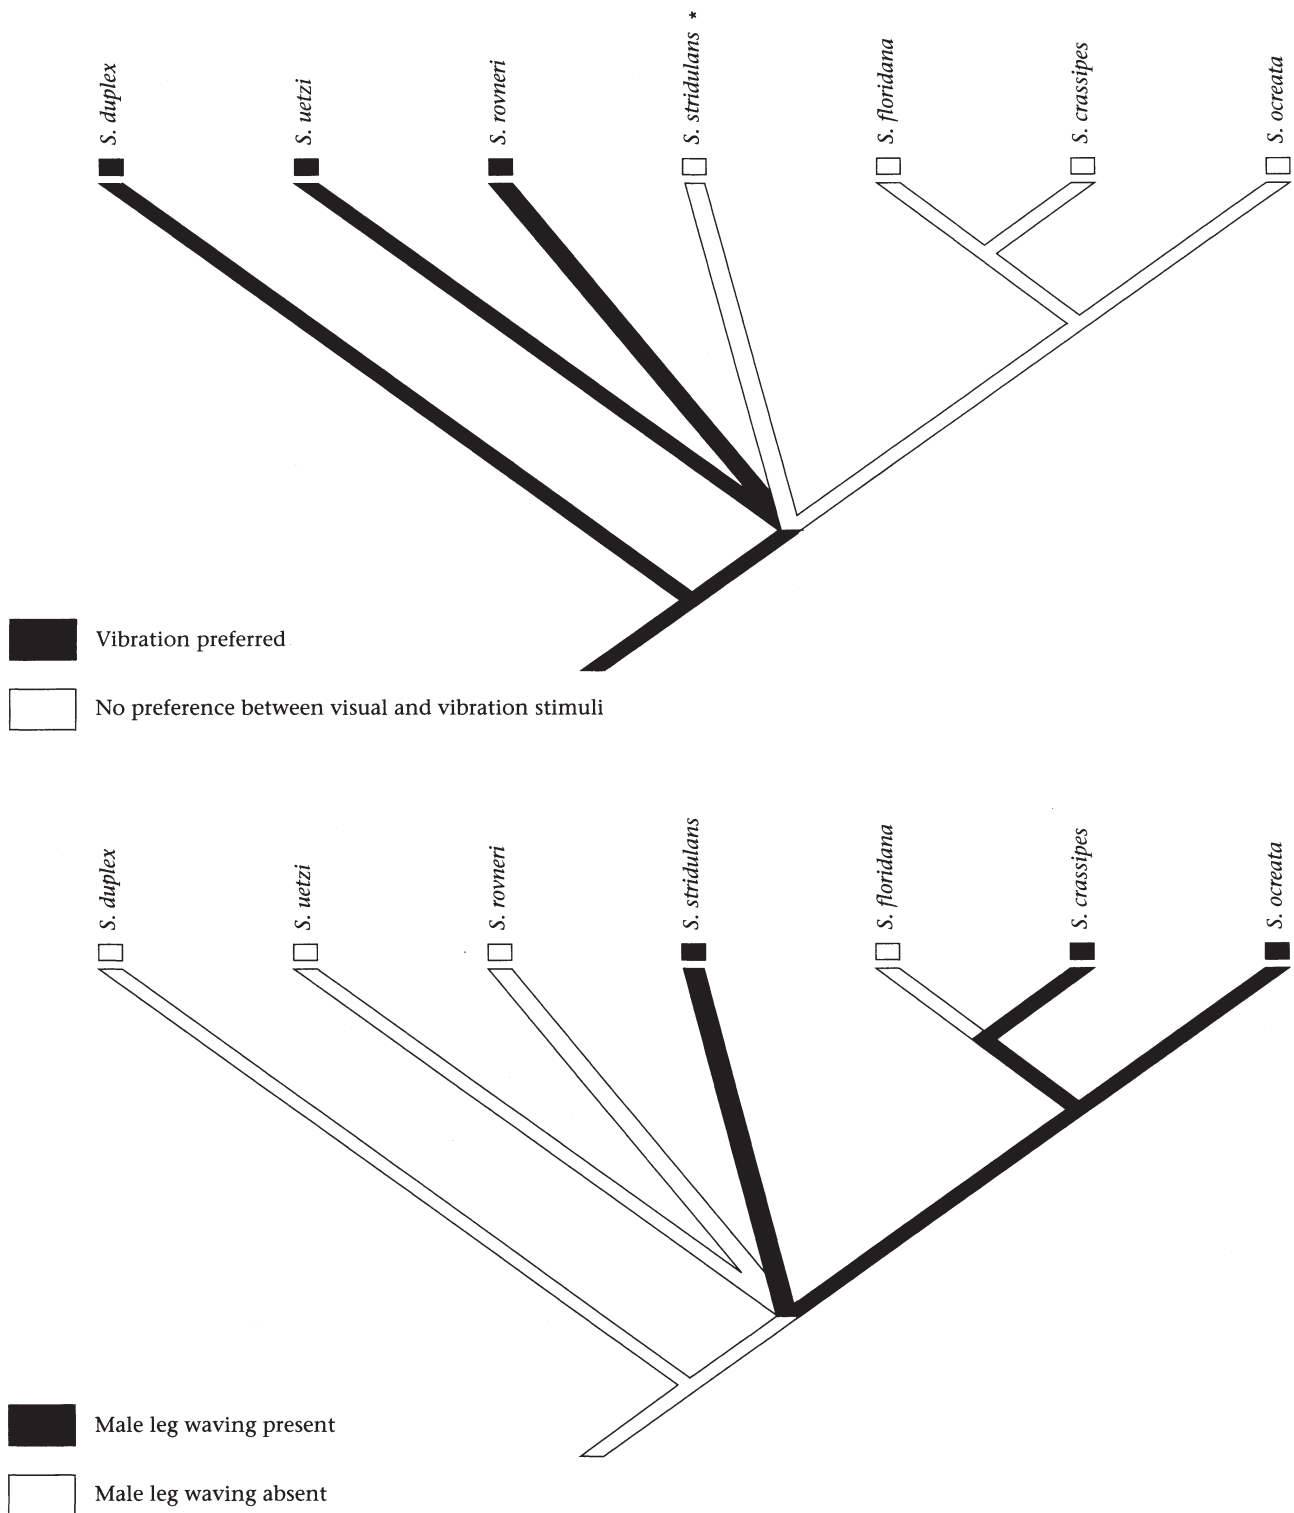 S. duplex
S. uetzi
S. rovneri
S. stridulans *
S. floridana
S. crassipes
S. ocreata
Vibration preferred
No preference between visual and vibration stimuli
S. duplex
S. uetzi
S. rovneri
S. stridulans
S. floridana
S. crassipes
S. ocreata
Male leg waving present
Male leg waving absent